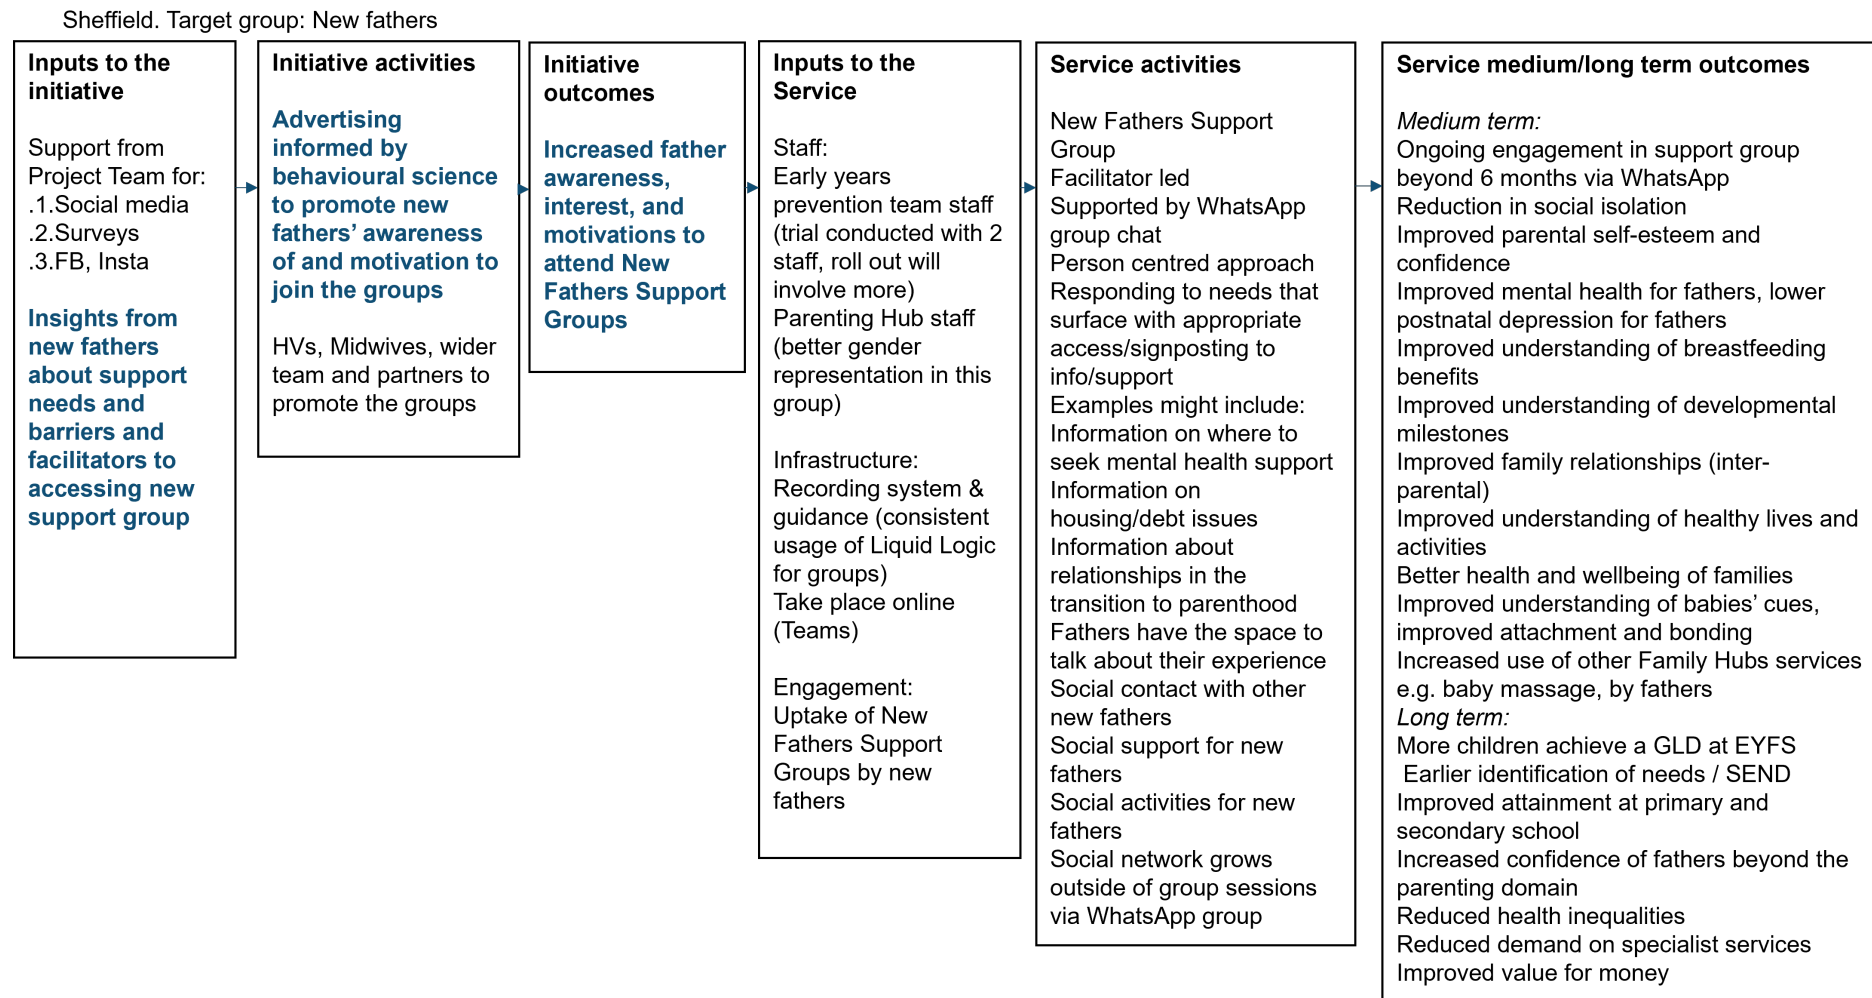 Sheffield. Target group: New fathers
Inputs to the
initiative
Support from
Project Team for:
.1.Social media
.2.Surveys
.3.FB, Insta
Insights from
new fathers
about support
needs and
barriers and
facilitators to
accessing new
support group
Initiative activities
Advertising
informed by
behavioural science
to promote new
fathers’ awareness
of and motivation to
join the groups
HVs, Midwives, wider
team and partners to
promote the groups
Initiative
outcomes
Increased father
awareness,
interest, and
motivations to
attend New
Fathers Support
Groups
Inputs to the
Service
Staff:
Early years
prevention team staff
(trial conducted with 2
staff, roll out will
involve more)
Parenting Hub staff
(better gender
representation in this
group)
Infrastructure:
Recording system &
guidance (consistent
usage of Liquid Logic
for groups)
Take place online
(Teams)
Engagement:
Uptake of New
Fathers Support
Groups by new
fathers
Service activities
New Fathers Support
Group
Facilitator led
Supported by WhatsApp
group chat
Person centred approach
Responding to needs that
surface with appropriate
access/signposting to
info/support
Examples might include:
Information on where to
seek mental health support
Information on
housing/debt issues
Information about
relationships in the
transition to parenthood
Fathers have the space to
talk about their experience
Social contact with other
new fathers
Social support for new
fathers
Social activities for new
fathers
Social network grows
outside of group sessions
via WhatsApp group
Service medium/long term outcomes
Medium term:
Ongoing engagement in support group
beyond 6 months via WhatsApp
Reduction in social isolation
Improved parental self-esteem and
confidence
Improved mental health for fathers, lower
postnatal depression for fathers
Improved understanding of breastfeeding
benefits
Improved understanding of developmental
milestones
Improved family relationships (inter-
parental)
Improved understanding of healthy lives and
activities
Better health and wellbeing of families
Improved understanding of babies’ cues,
improved attachment and bonding
Increased use of other Family Hubs services
e.g. baby massage, by fathers
Long term:
More children achieve a GLD at EYFS
Earlier identification of needs / SEND
Improved attainment at primary and
secondary school
Increased confidence of fathers beyond the
parenting domain
Reduced health inequalities
Reduced demand on specialist services
Improved value for money